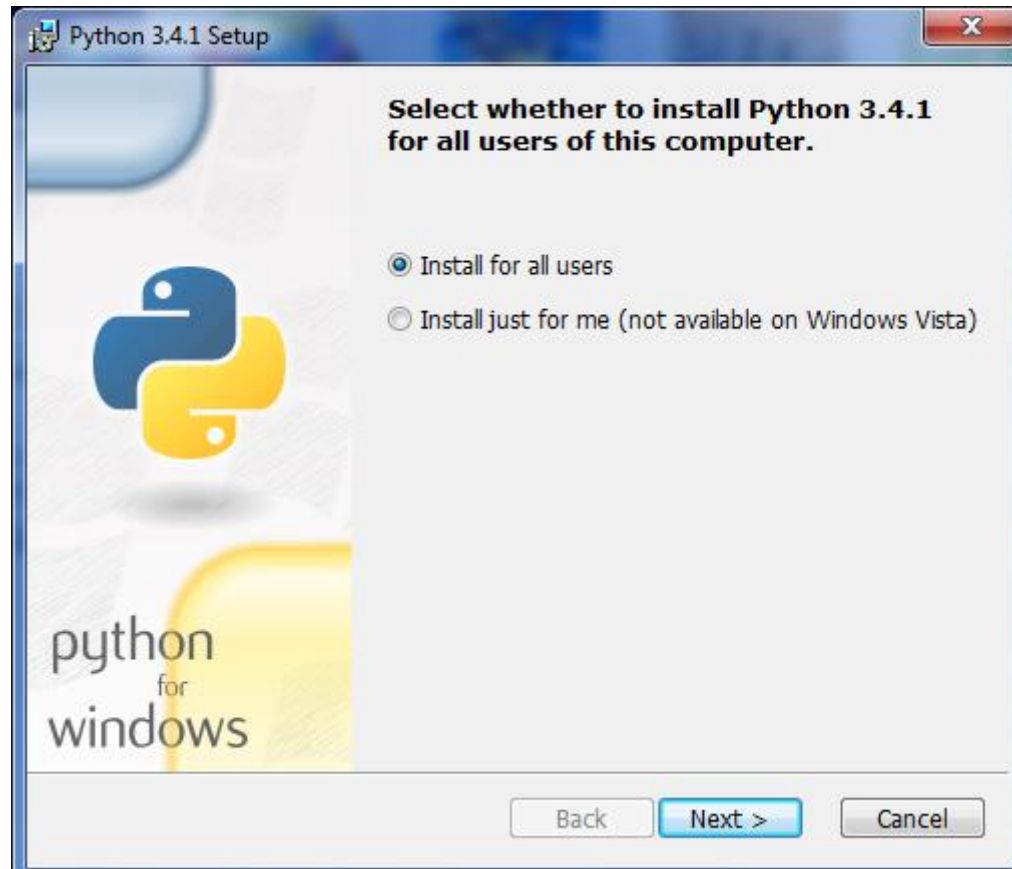 Python 3.4.1 Setup
Select whether to install Python 3.4.1
for all users of this computer.
Install for all users
Install just for me (not available on Windows Vista)
python
for
windows
Back
Next >
Cancel